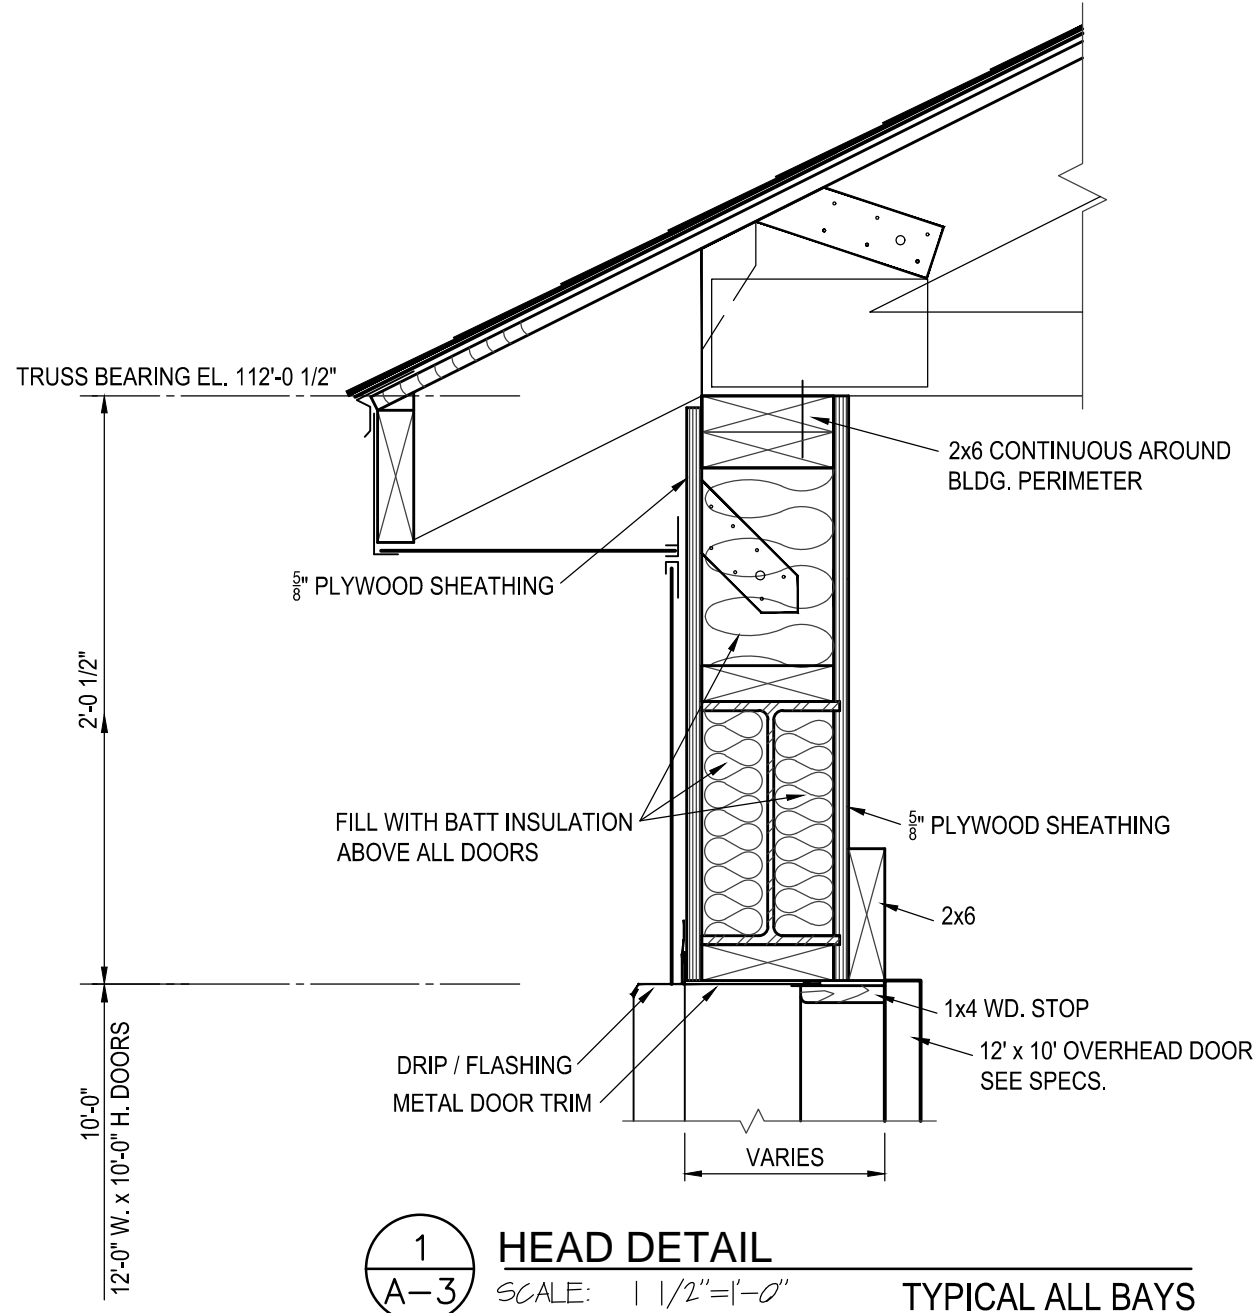 TRUSS BEARING EL. 112'-0 1/2"
2x6 CONTINUOUS AROUND
BLDG. PERIMETER
5/8" PLYWOOD SHEATHING
2'-0 1/2"
FILL WITH BATT INSULATION
ABOVE ALL DOORS
5/8" PLYWOOD SHEATHING
2x6
1x4 WD. STOP
12' x 10' OVERHEAD DOOR
SEE SPECS.
DRIP / FLASHING
METAL DOOR TRIM
10'-0"
12'-0" W. x 10'-0" H. DOORS
VARIES
1
A-3
HEAD DETAIL
SCALE: 1 1/2"=1'-0"
TYPICAL ALL BAYS